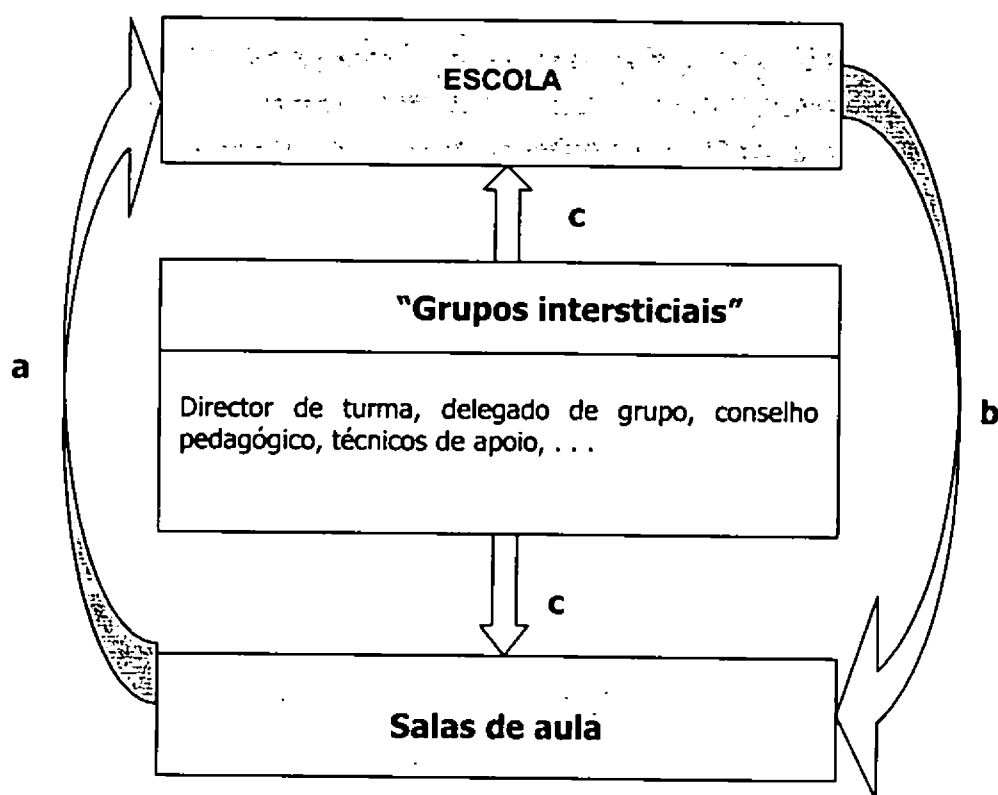 ESCOLA
c
"Grupos intersticiais"
a
Director de turma, delegado de grupo, conselho
pedagógico, técnicos de apoio, . . .
b
c
Salas de aula